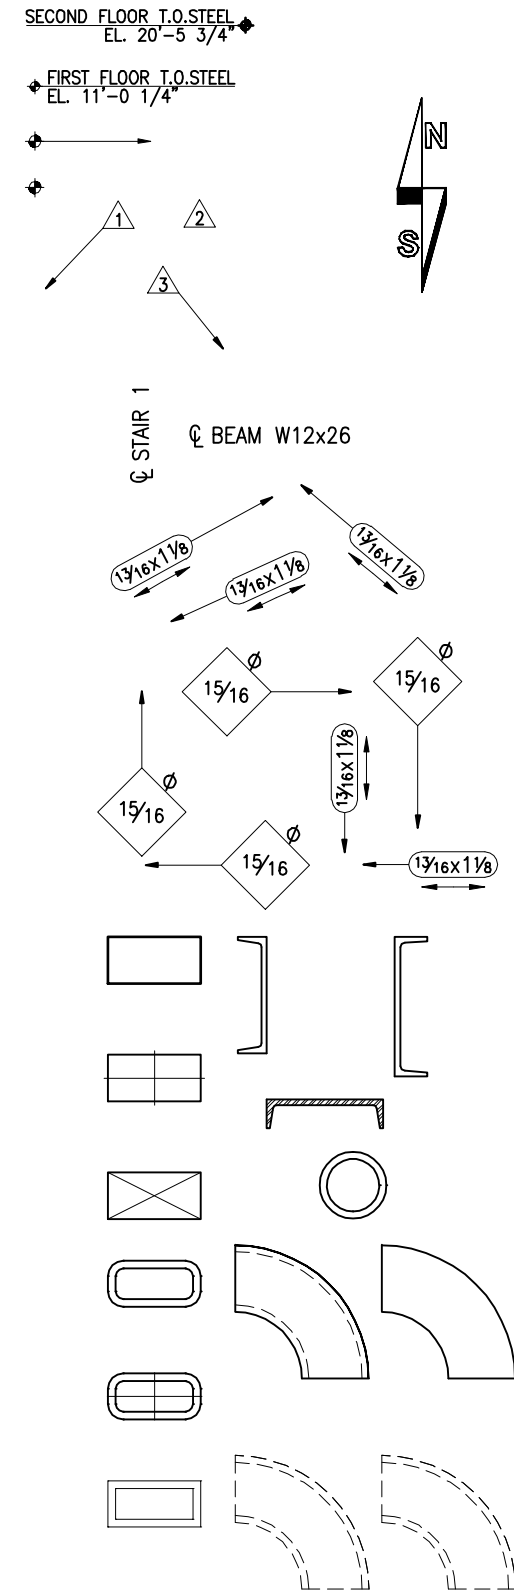 SECOND FLOOR T.O.STEEL
EL. 20'-5 3/4"
FIRST FLOOR T.O.STEEL
EL. 11'-0 1/4"
N
S
1
2
3
℄ STAIR 1
℄ BEAM W12x26
13/16x1 1/8
13/16x1 1/8
13/16x1 1/8
15/16 Ø
15/16 Ø
13/16x1 1/8
15/16 Ø
15/16 Ø
13/16x1 1/8